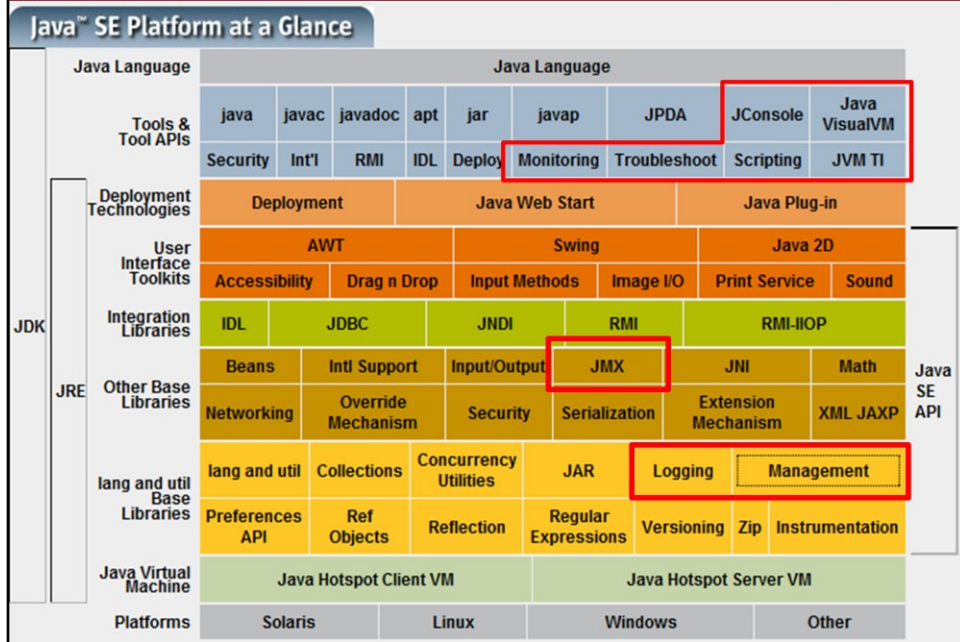 Java™ SE Platform at a Glance
Java Language
Java Language
Tools &
Tool APIs
java javac javadoc apt jar javap JPDA JConsole Java
VisualVM
Security Int'l RMI IDL Deploy Monitoring Troubleshoot Scripting JVM TI
Deployment
Technologies
Deployment Java Web Start Java Plug-in
User
Interface
Toolkits
AWT Swing Java 2D
Accessibility Drag n Drop Input Methods Image I/O Print Service Sound
Integration
Libraries
IDL JDBC JNDI RMI RMI-IIOP
JDK
JRE
Other Base
Libraries
Beans Intl Support Input/Output JMX JNI Math
Networking Override
Mechanism Security Serialization Extension
Mechanism XML JAXP
Java
SE
API
lang and util
Base
Libraries
lang and util Collections Concurrency
Utilities JAR Logging Management
Preferences
API Ref
Objects Reflection Regular
Expressions Versioning Zip Instrumentation
Java Virtual
Machine
Java Hotspot Client VM Java Hotspot Server VM
Platforms
Solaris Linux Windows Other